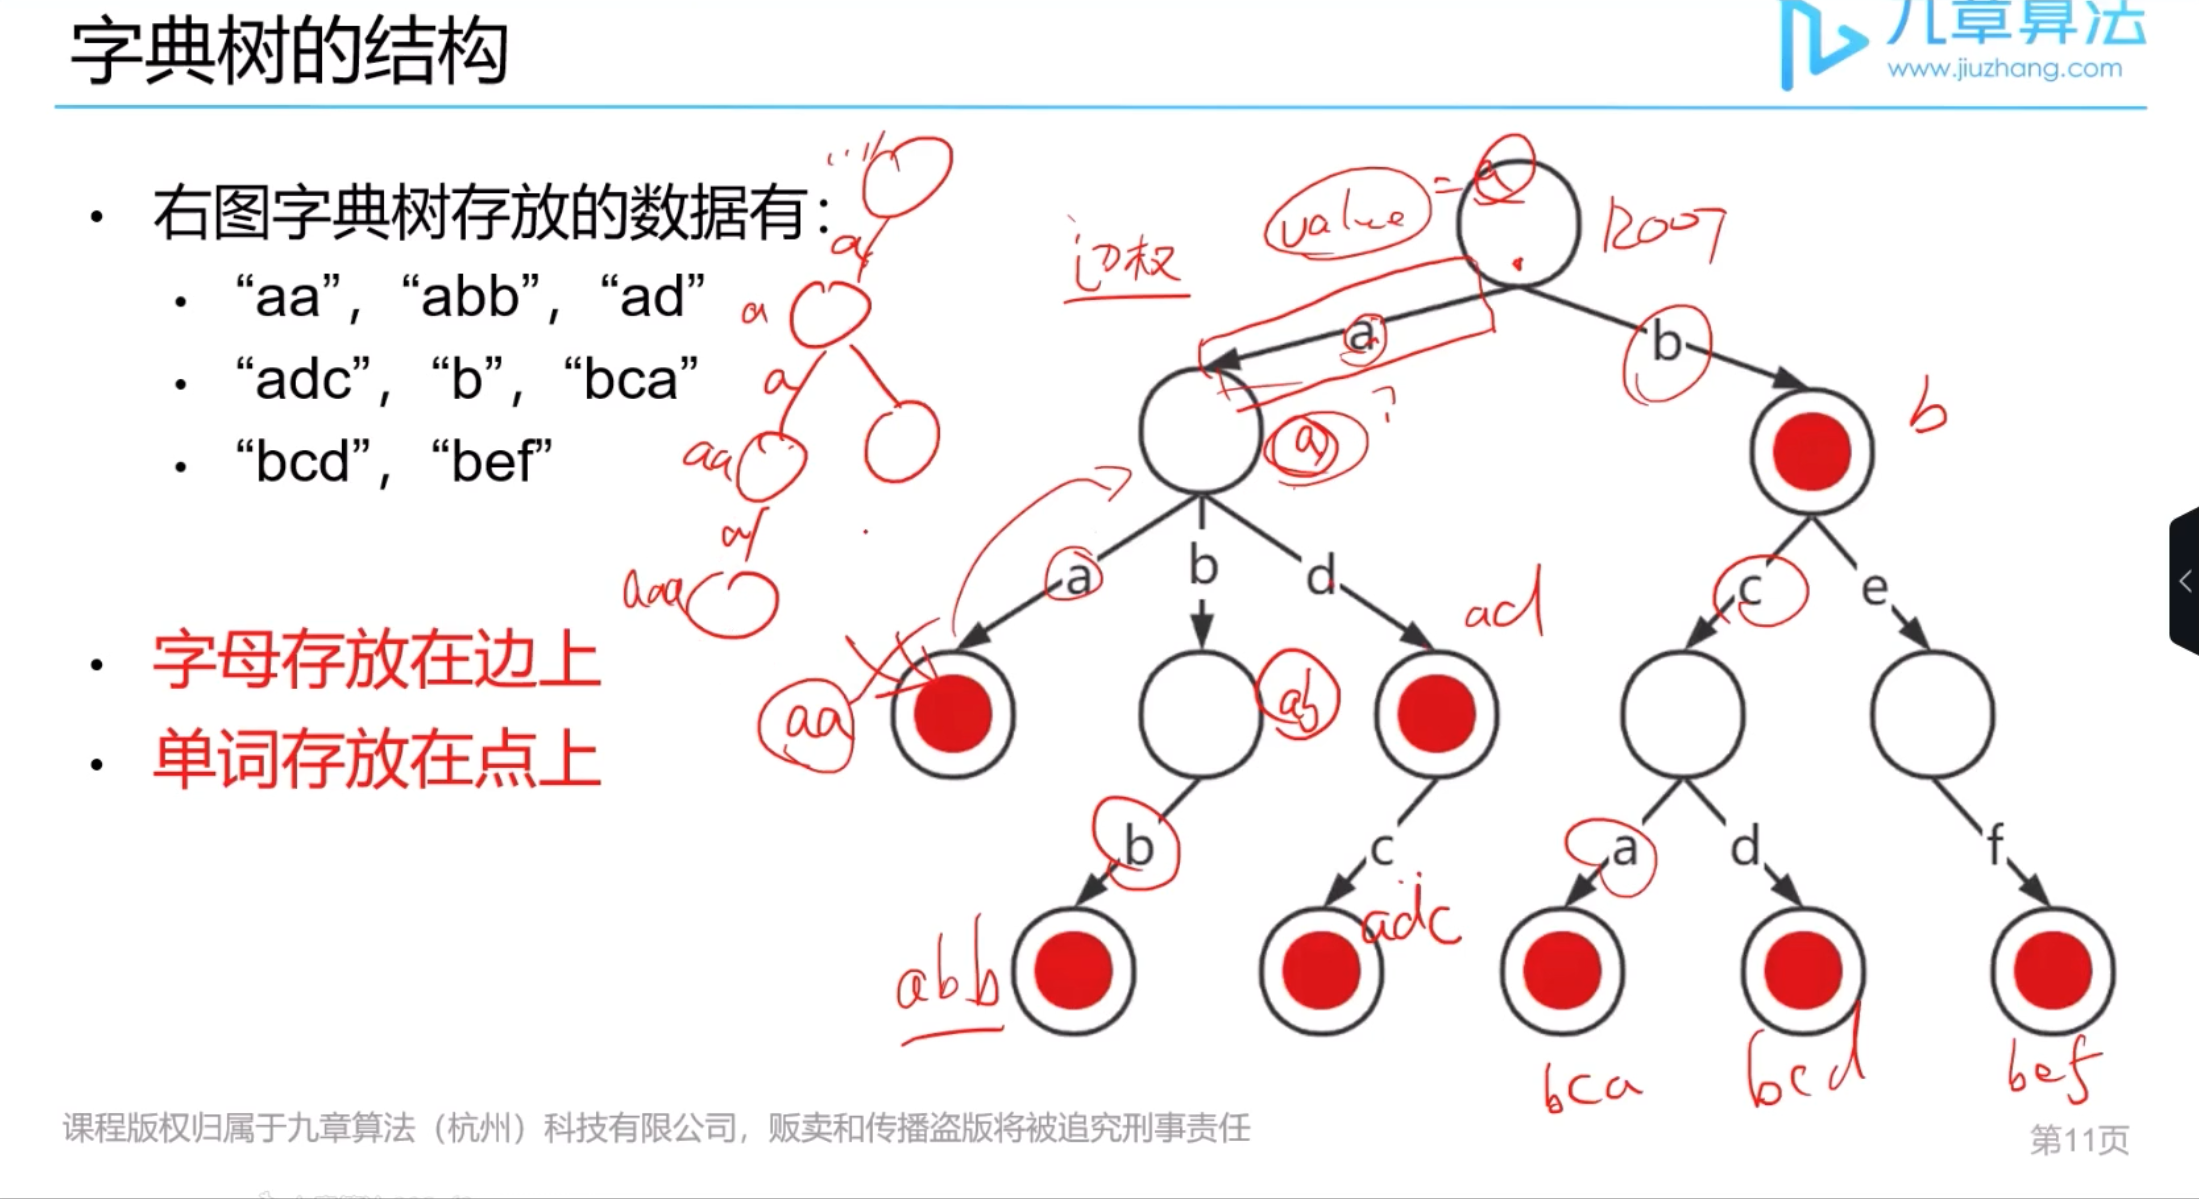 字典树的结构
九章算法
www.jiuzhang.com
• 右图字典树存放的数据有：
• “aa”，“abb”，“ad”
• “adc”，“b”，“bca”
• “bcd”，“bef”
• 字母存放在边上
• 单词存放在点上
a
a
a
aa
a
aaa
边权
value = a
Root
a
b
a ?
b
a
b
d
ad
c
e
aa
ab
b
c
a
d
f
abb
adc
bca
bcd
bef
课程版权归属于九章算法（杭州）科技有限公司，贩卖和传播盗版将被追究刑事责任
第11页